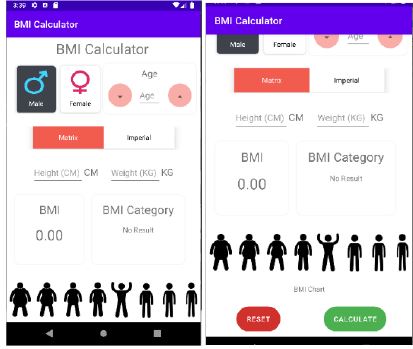 3:39
BMI Calculator
BMI Calculator
Male
Female
Age
Age
Matrix
Imperial
Height (CM) CM
Weight (KG) KG
BMI
0.00
BMI Category
No Result
BMI Calculator
Male
Female
Age
Matrix
Imperial
Height (CM) CM
Weight (KG) KG
BMI
0.00
BMI Category
No Result
BMI Chart
RESET
CALCULATE